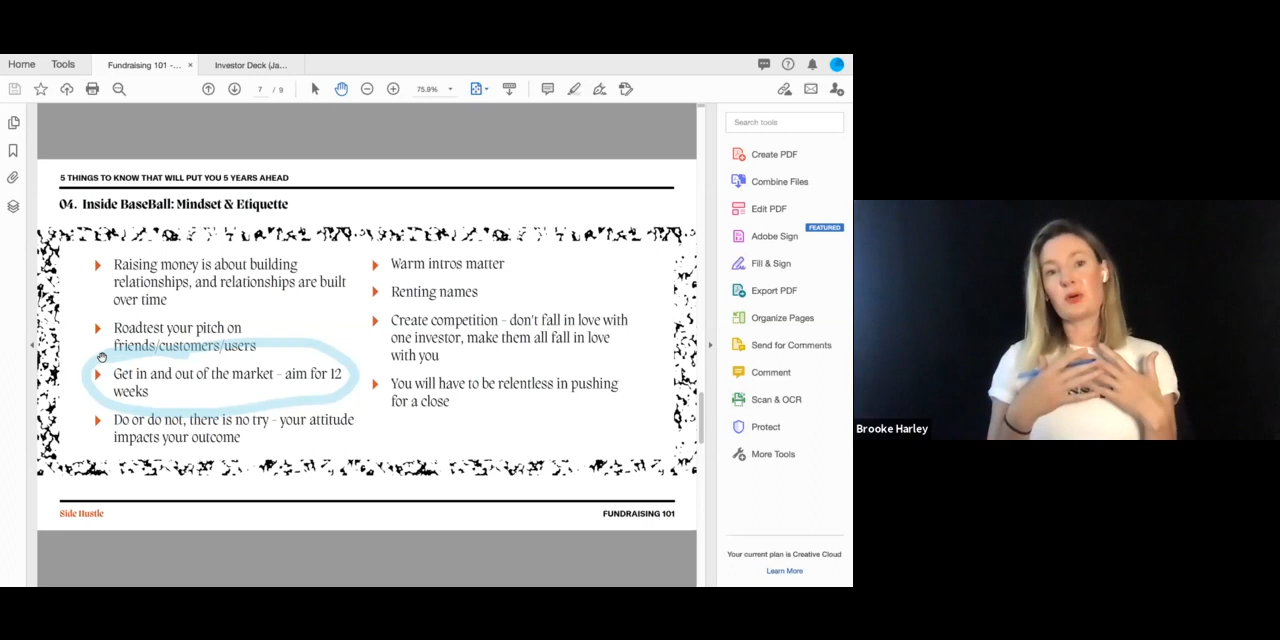 Home Tools Fundraising 101 -... × Investor Deck (Ja...
7 / 9 75.9%
5 THINGS TO KNOW THAT WILL PUT YOU 5 YEARS AHEAD
04. Inside BaseBall: Mindset & Etiquette
Raising money is about building
relationships, and relationships are built
over time
Roadtest your pitch on
friends/customers/users
Get in and out of the market - aim for 12
weeks
Do or do not, there is no try - your attitude
impacts your outcome
Warm intros matter
Renting names
Create competition - don't fall in love with
one investor, make them all fall in love
with you
You will have to be relentless in pushing
for a close
Side Hustle
FUNDRAISING 101
Search tools
Create PDF
Combine Files
Edit PDF
FEATURED
Adobe Sign
Fill & Sign
Export PDF
Organize Pages
Send for Comments
Comment
Scan & OCR
Protect
More Tools
Your current plan is Creative Cloud
Learn More
Brooke Harley